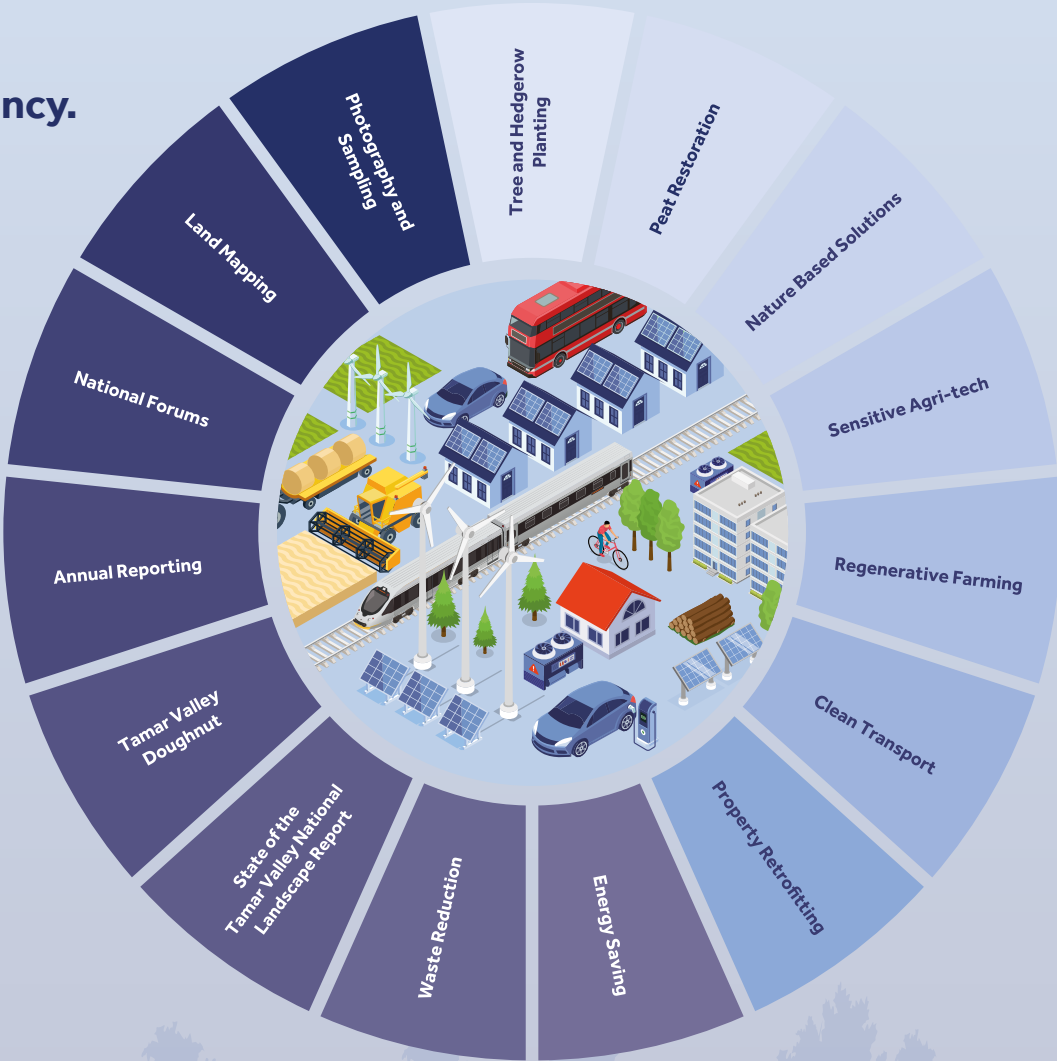 ncy.
Tree and Hedgerow
Planting
Peat Restoration
Nature Based Solutions
Sensitive Agri-tech
Regenerative Farming
Clean Transport
Property Retrofitting
Energy Saving
Waste Reduction
State of the
Tamar Valley National
Landscape Report
Tamar Valley
Doughnut
Annual Reporting
National Forums
Land Mapping
Photography and
Sampling